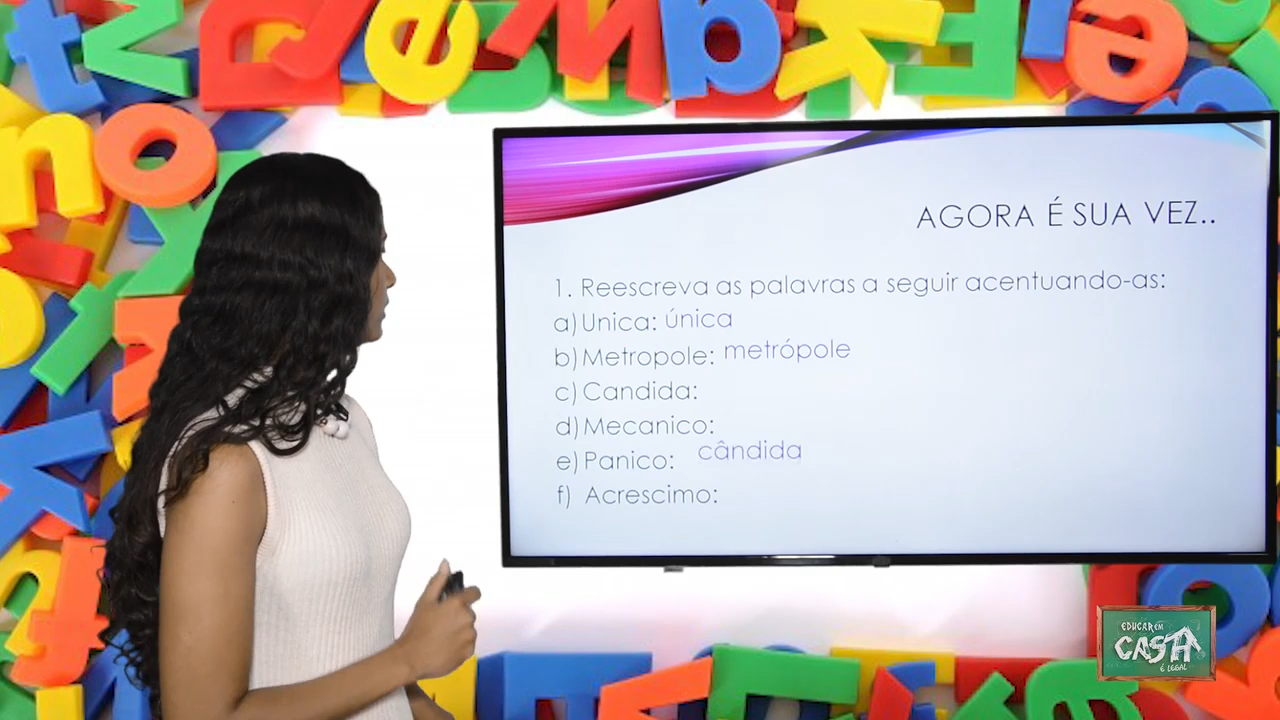 AGORA É SUA VEZ..
1. Reescreva as palavras a seguir acentuando-as:
a) Unica: única
b) Metropole: metrópole
c) Candida:
d) Mecanico:
e) Panico: cândida
f) Acrescimo:
EDUCAR EM
CASA
É LEGAL